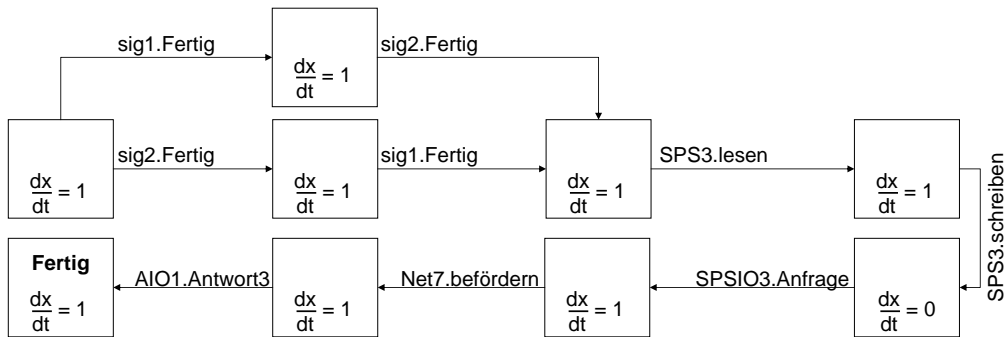 sig1.Fertig
sig2.Fertig
dx/dt = 1
sig2.Fertig
sig1.Fertig
SPS3.lesen
dx/dt = 1
dx/dt = 1
dx/dt = 1
dx/dt = 1
SPS3.schreiben
Fertig
AIO1.Antwort3
Net7.befördern
SPSIO3.Anfrage
dx/dt = 1
dx/dt = 1
dx/dt = 1
dx/dt = 0